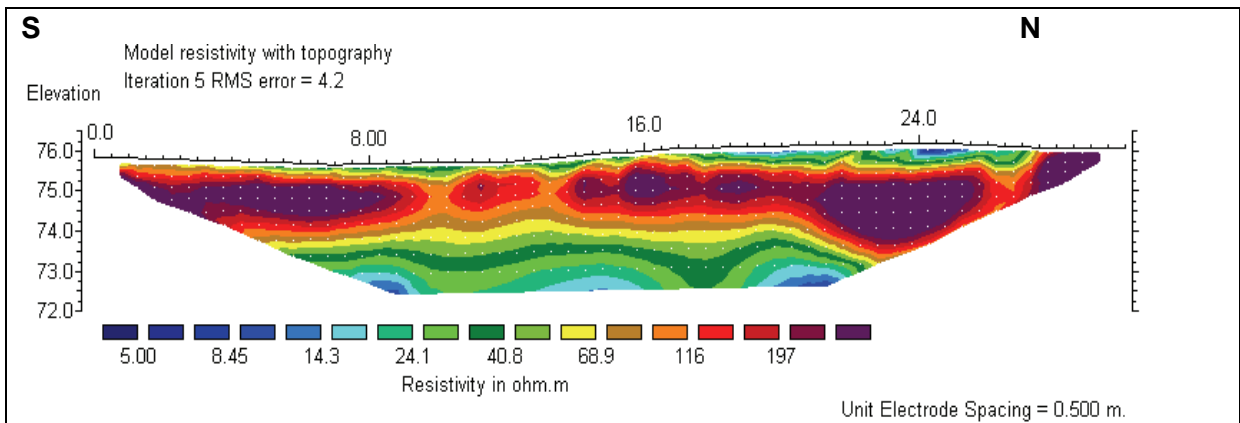 S N
Model resistivity with topography
Iteration 5 RMS error = 4.2
Elevation
0.0 8.00 16.0 24.0
76.0
75.0
74.0
73.0
72.0
5.00 8.45 14.3 24.1 40.8 68.9 116 197
Resistivity in ohm.m
Unit Electrode Spacing = 0.500 m.